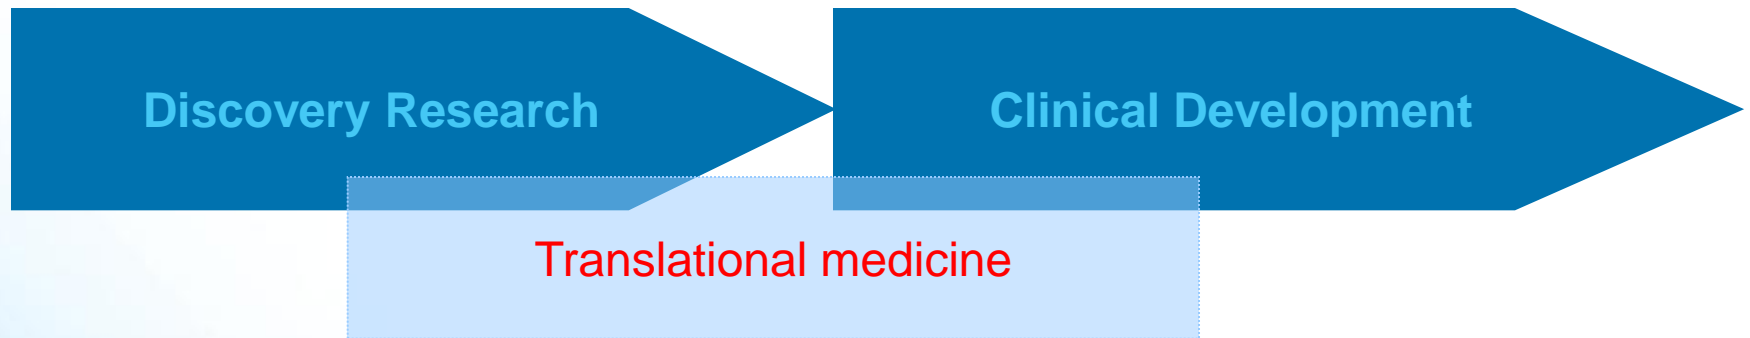 Discovery Research
Clinical Development
Translational medicine